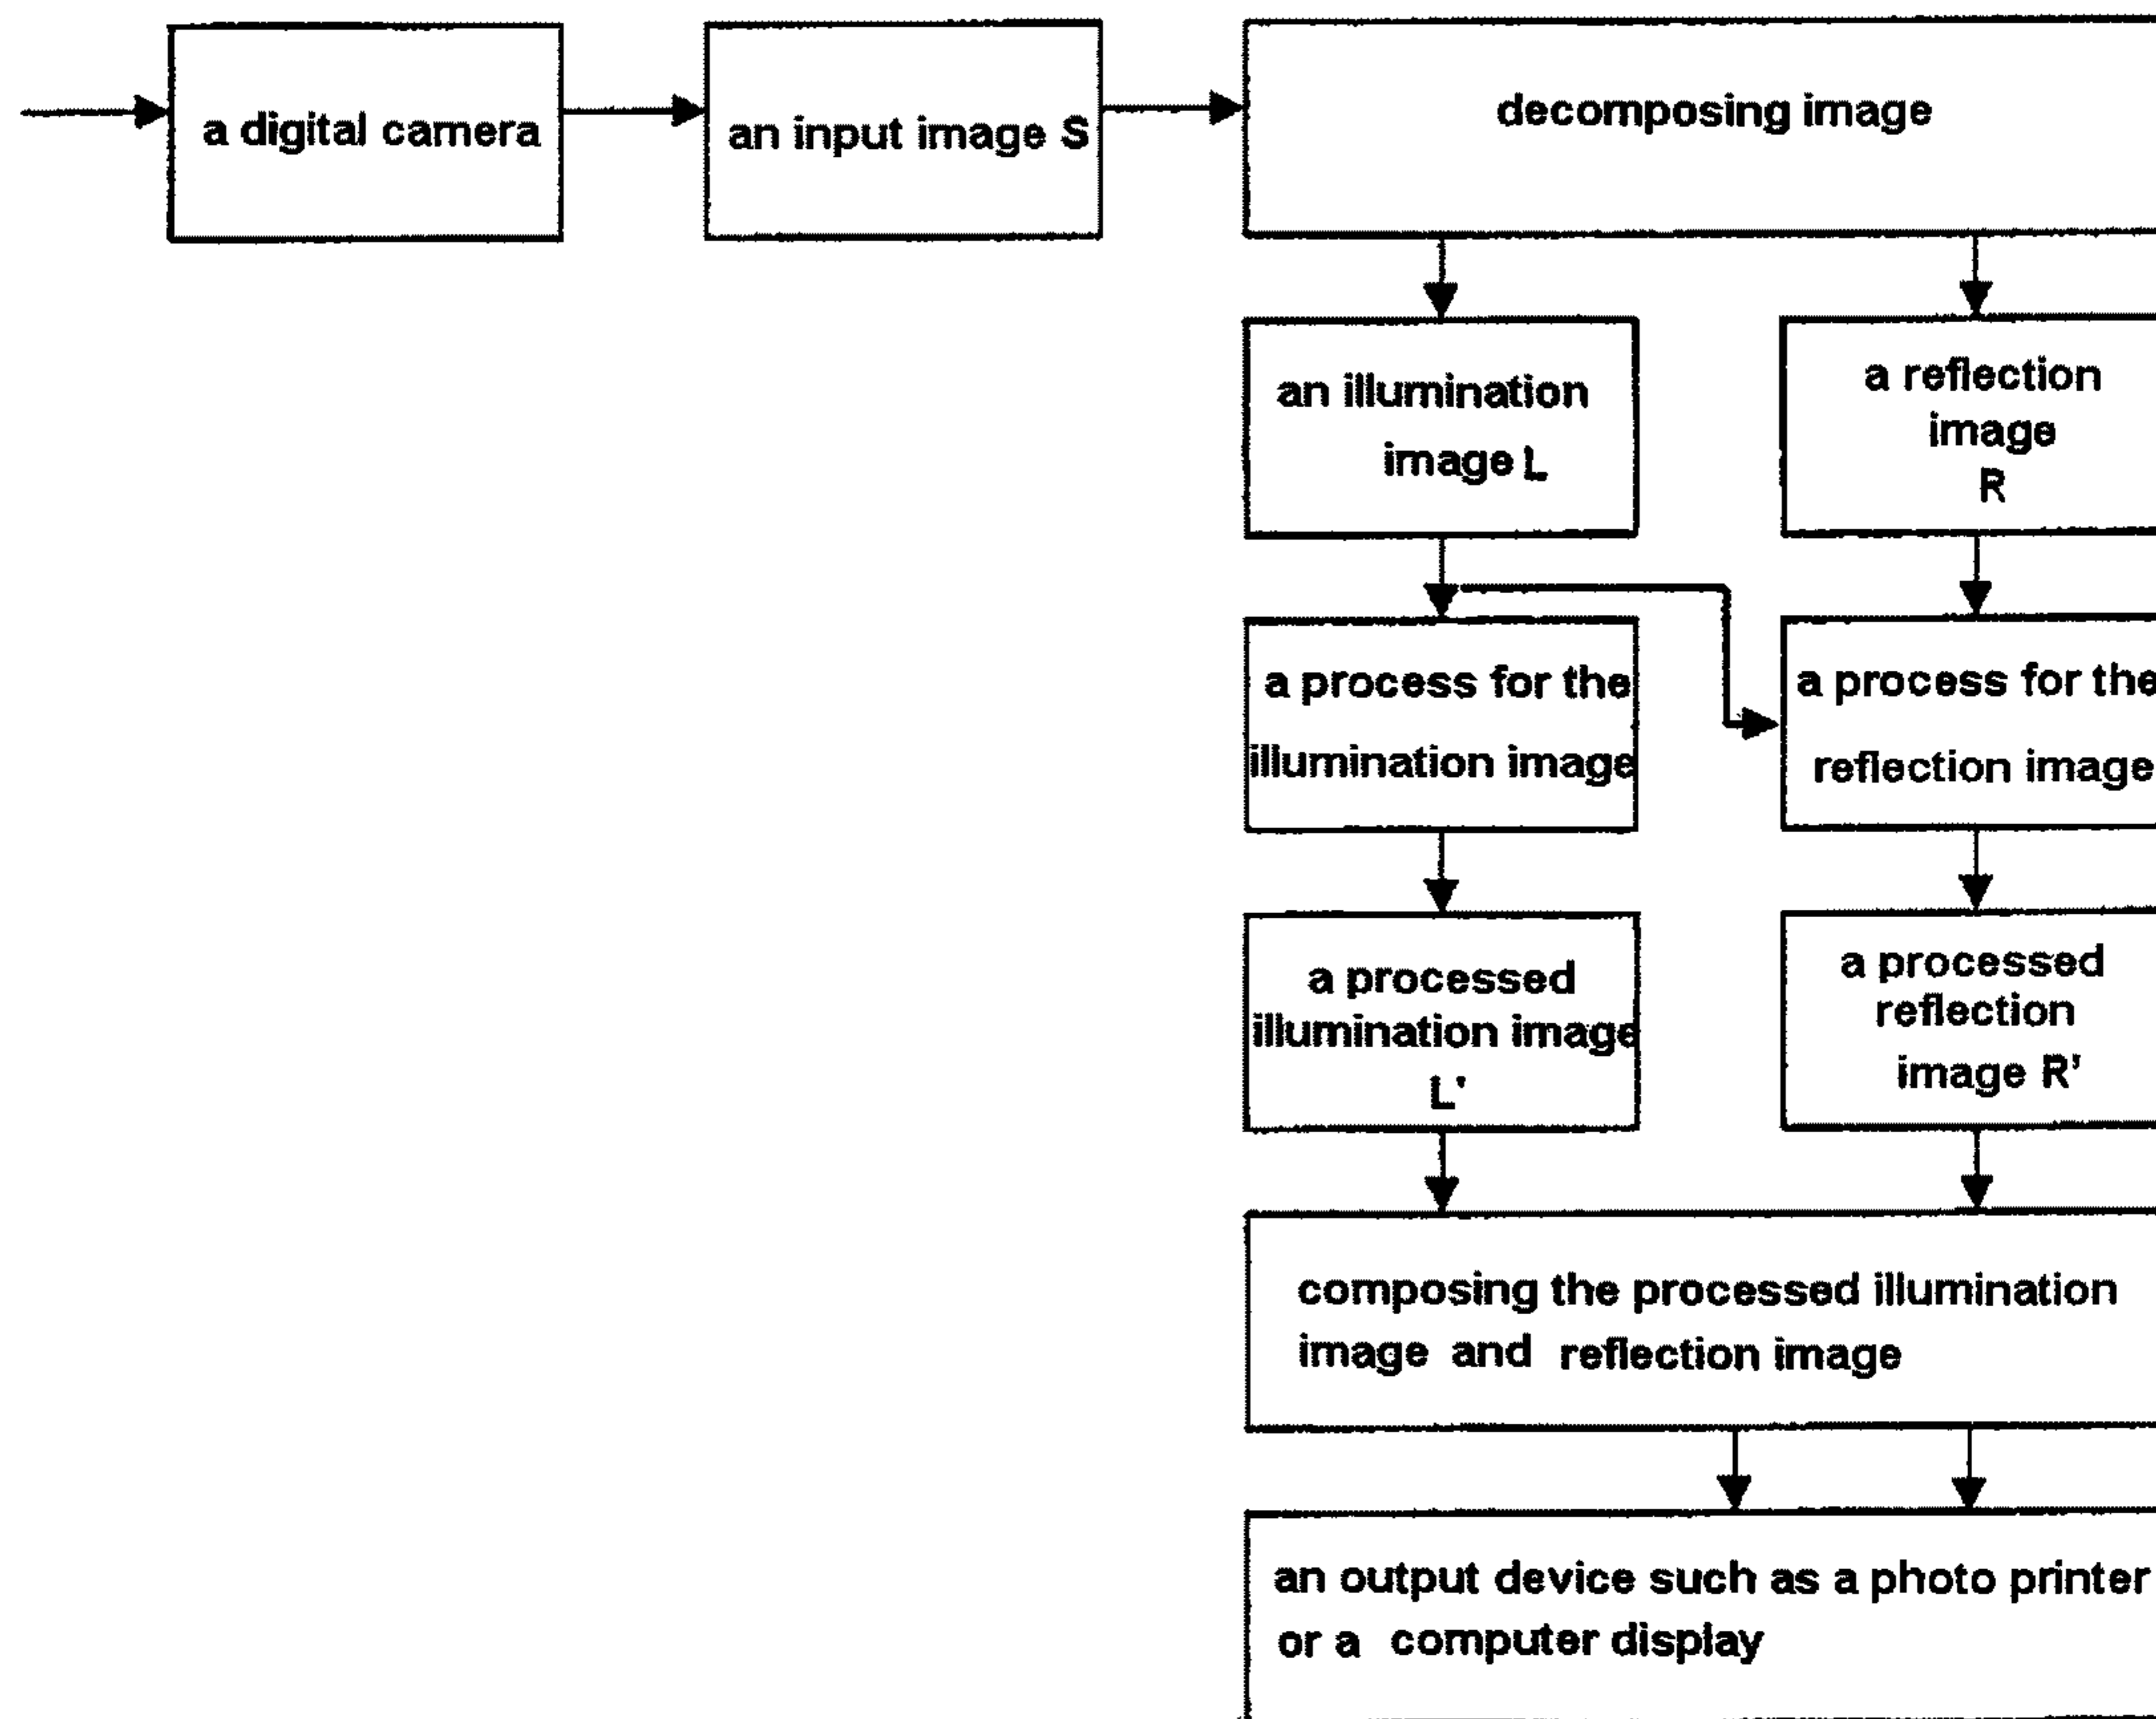 a digital camera
an input image S
decomposing image
an illumination
image L
a reflection
image
R
a process for the
illumination image
a process for the
reflection image
a processed
illumination image
L'
a processed
reflection
image R'
composing the processed illumination
image and reflection image
an output device such as a photo printer
or a computer display